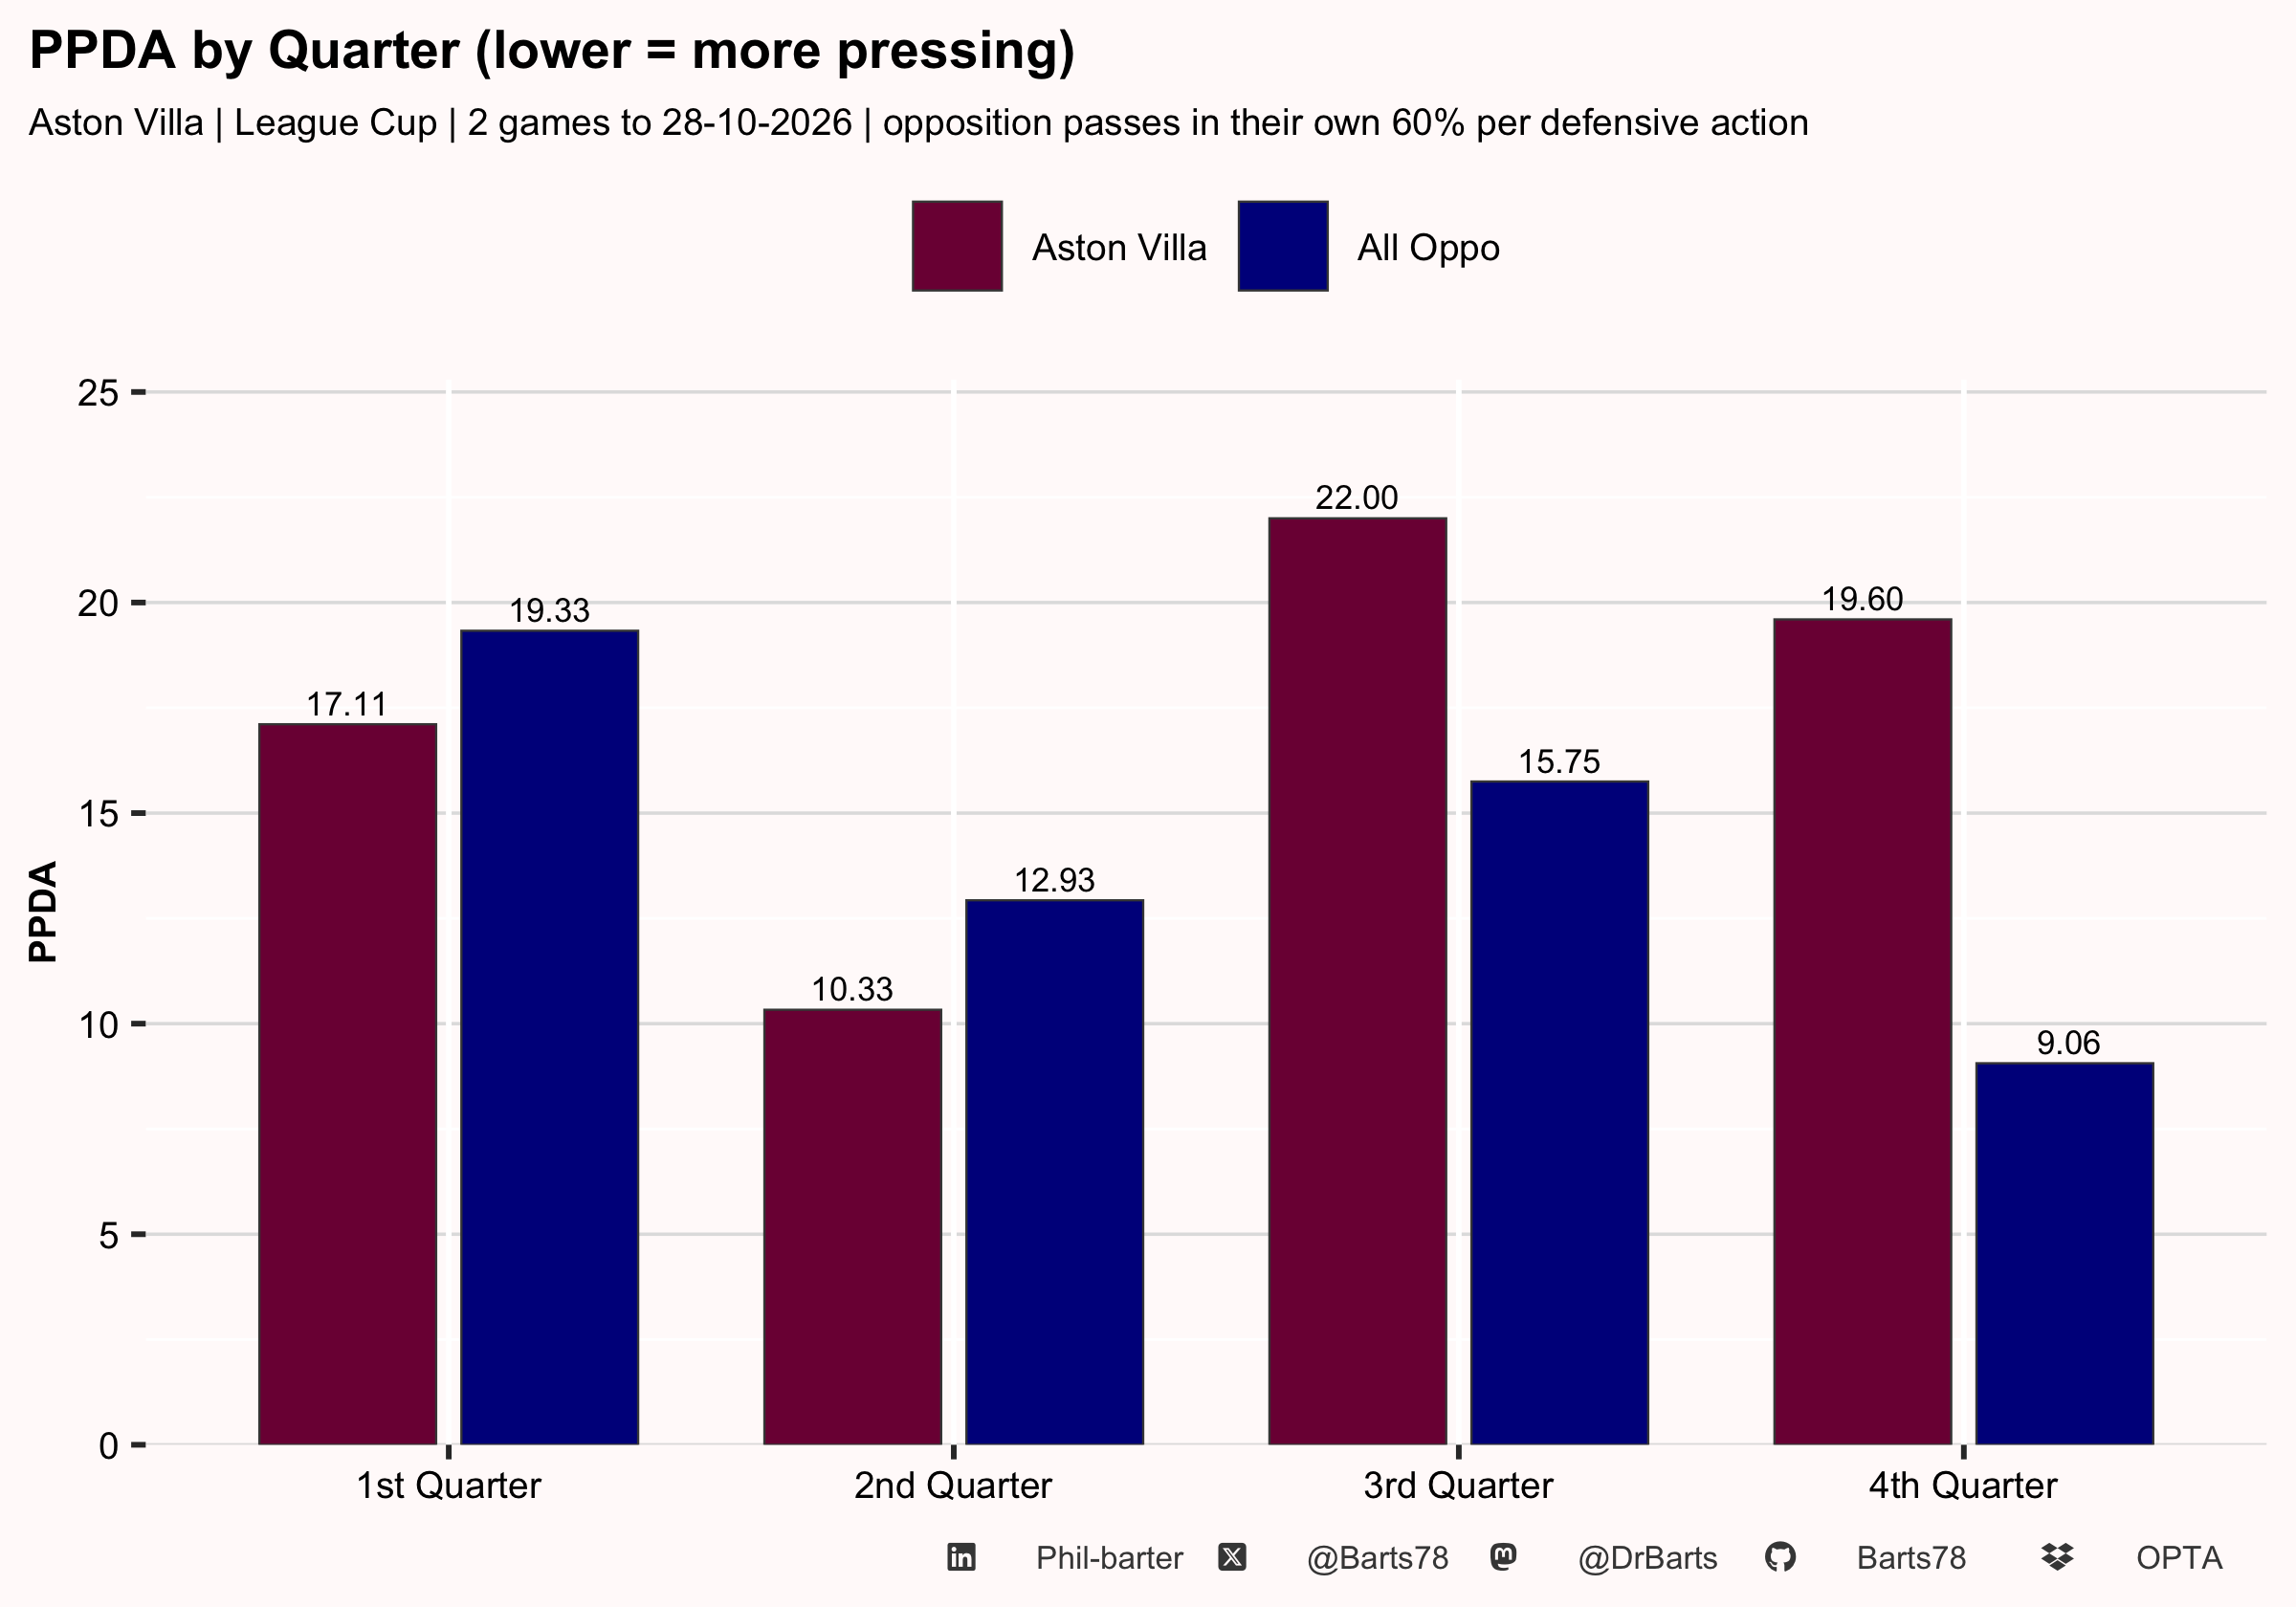 PPDA by Quarter (lower = more pressing)
Aston Villa | League Cup | 2 games to 28-10-2026 | opposition passes in their own 60% per defensive action
Aston Villa All Oppo
25
20
15
10
5
0
PPDA
17.11
19.33
10.33
12.93
22.00
15.75
19.60
9.06
1st Quarter 2nd Quarter 3rd Quarter 4th Quarter
Phil-barter @Barts78 @DrBarts Barts78 OPTA